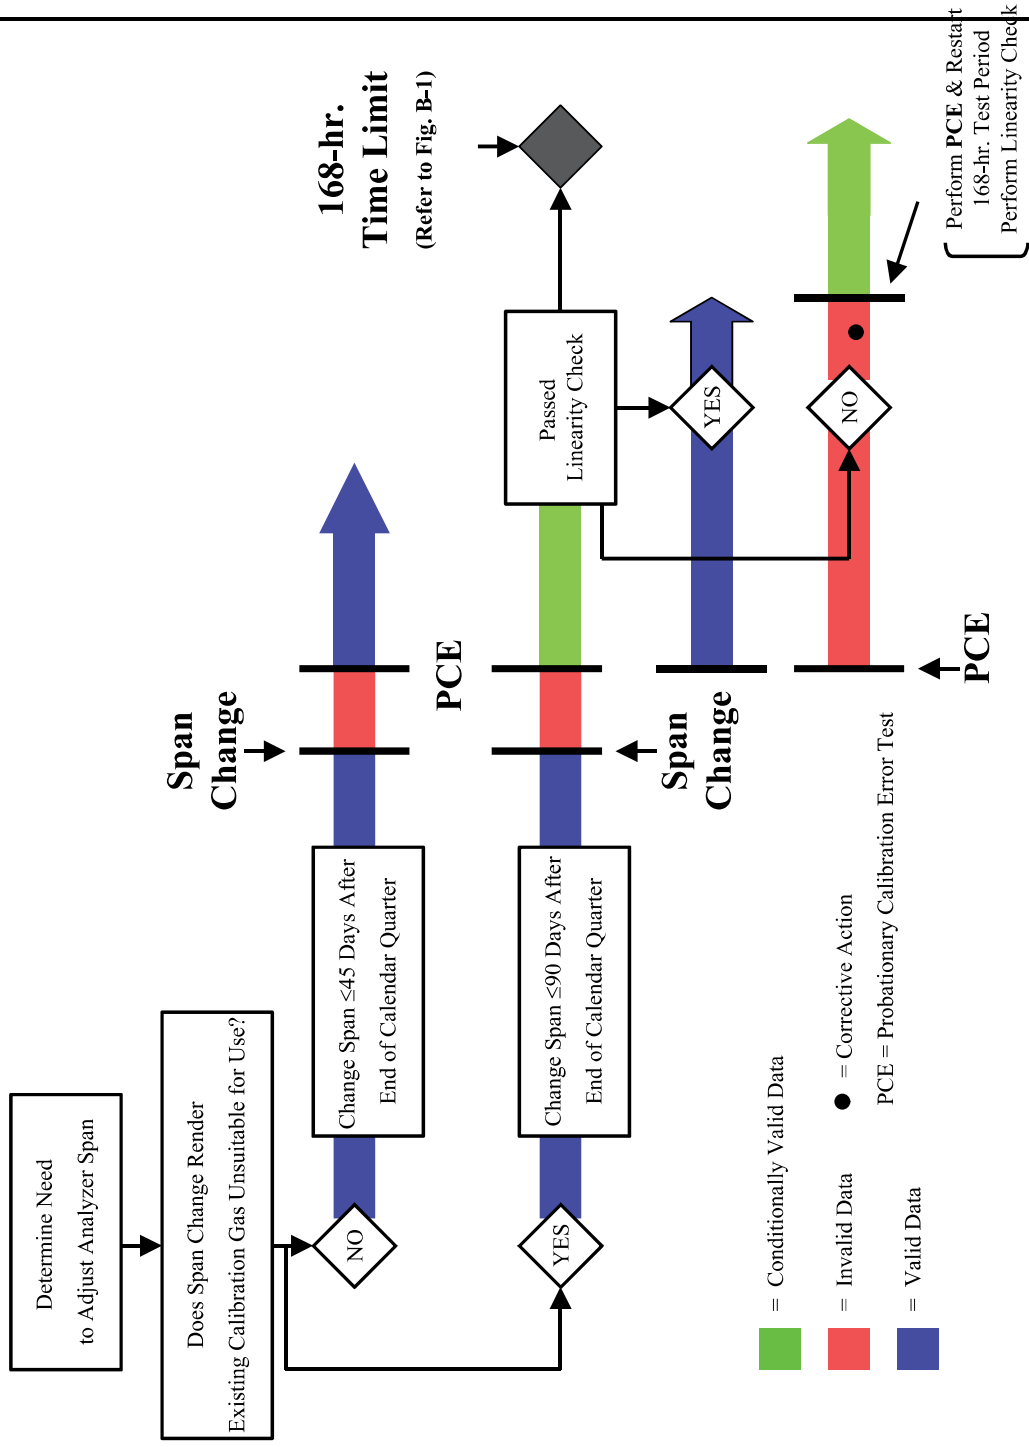 Determine Need
to Adjust Analyzer Span
Does Span Change Render
Existing Calibration Gas Unsuitable for Use?
NO
Change Span ≤45 Days After
End of Calendar Quarter
Span
Change
YES
Change Span ≤90 Days After
End of Calendar Quarter
PCE
Span
Change
Passed
Linearity Check
168-hr.
Time Limit
(Refer to Fig. B-1)
YES
NO
PCE
Perform PCE & Restart
168-hr. Test Period
Perform Linearity Check
= Conditionally Valid Data
= Invalid Data
= Corrective Action
= Valid Data
PCE = Probationary Calibration Error Test